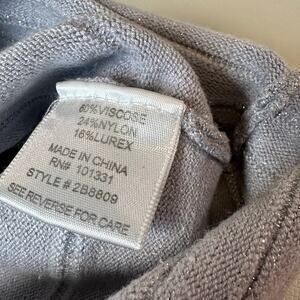 60%VISCOSE
24%NYLON
16%LUREX
MADE IN CHINA
RN# 101331
STYLE #2B8809
SEE REVERSE FOR CARE